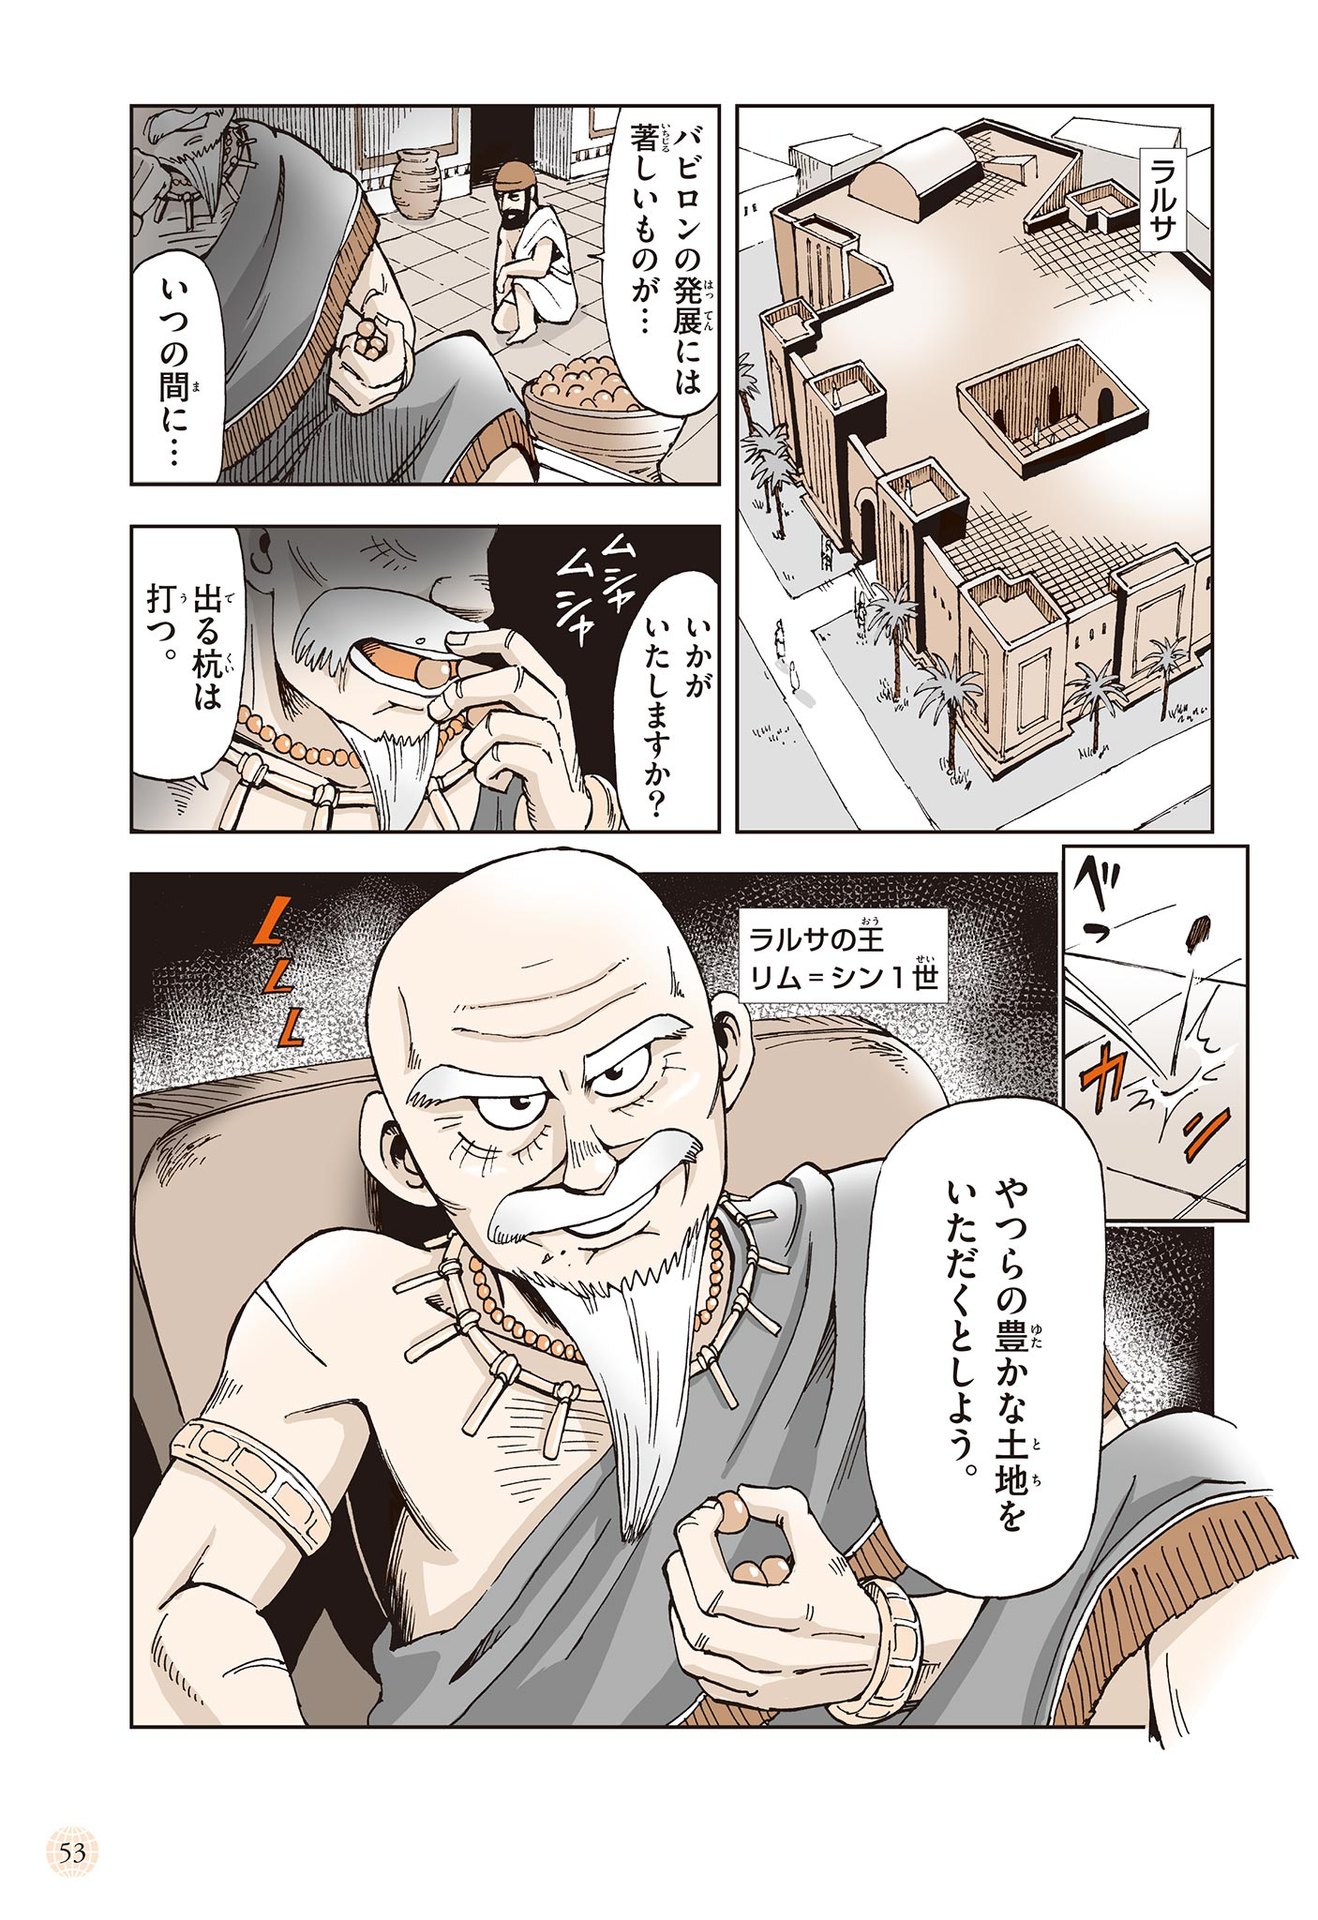 ラルサ
バビロンの発展には
著しいものが…
いつの間に…
いかが
いたしますか?
ムシャ
ムシャ
出る杭は
打つ。
べっ
カンッ
ラルサの王
リム=シン1世
やつらの豊かな土地を
いただくとしよう。
53